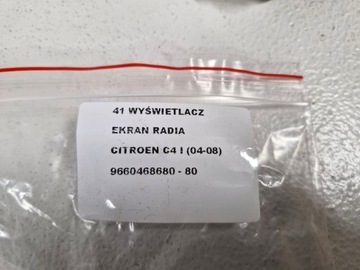 41 WYŚWIETLACZ
EKRAN RADIA
CITROEN C4 I (04-08)
9660468680 - 80